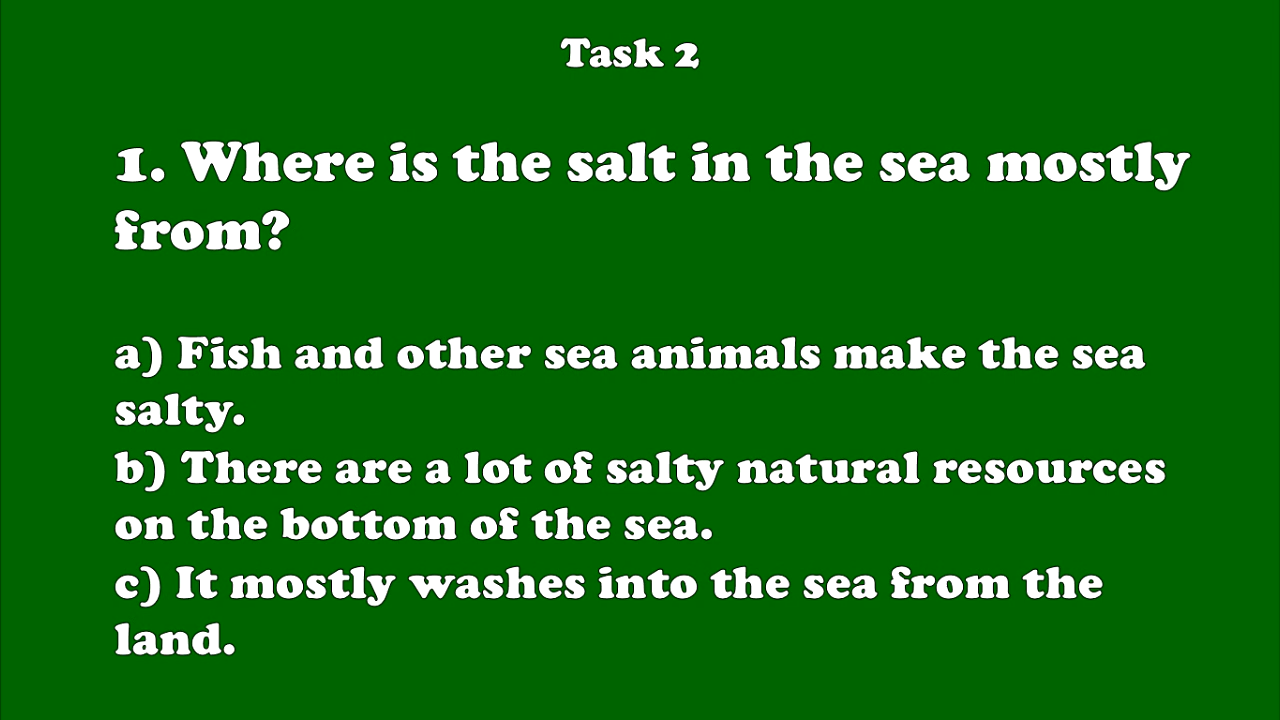 Task 2
1. Where is the salt in the sea mostly
from?
a) Fish and other sea animals make the sea
salty.
b) There are a lot of salty natural resources
on the bottom of the sea.
c) It mostly washes into the sea from the
land.